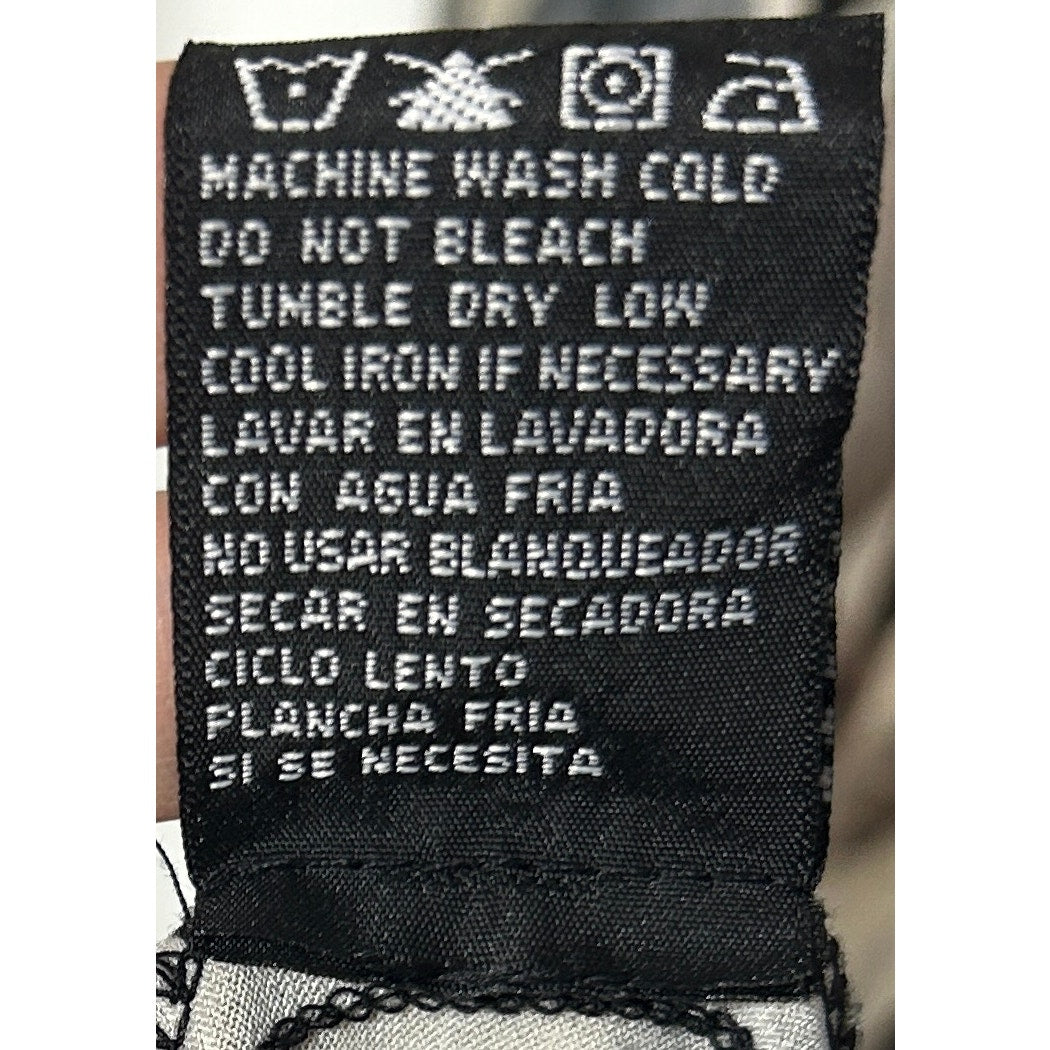 MACHINE WASH COLD
DO NOT BLEACH
TUMBLE DRY LOW
COOL IRON IF NECESSARY
LAVAR EN LAVADORA
CON AGUA FRIA
NO USAR BLANQUEADOR
SECAR EN SECADORA
CICLO LENTO
PLANCHA FRIA
SI SE NECESITA